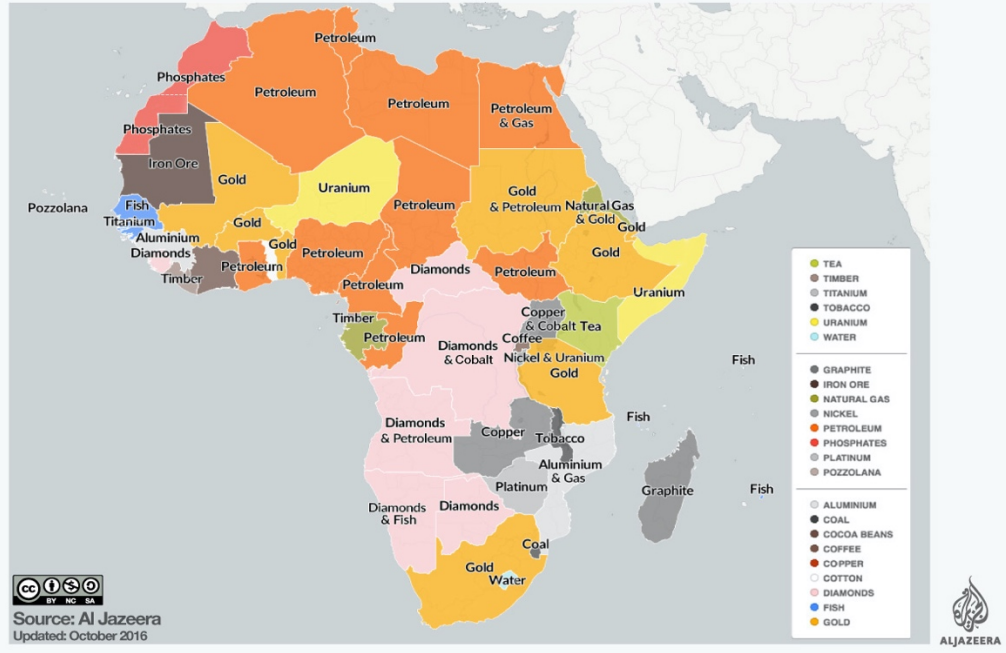 Petroleum
Phosphates
Petroleum
Petroleum
Petroleum
& Gas
Phosphates
Iron Ore
Gold
Uranium
Pozzolana
Fish
Titanium
Gold
Petroleum
Gold
& Petroleum
Natural Gas
& Gold
Gold
Aluminium
Diamonds
Gold
Petroleum
Petroleum
Gold
Timber
Petroleum
Diamonds
Petroleum
Uranium
Timber
Petroleum
Copper
& Cobalt
Tea
Coffee
Diamonds
& Cobalt
Nickel & Uranium
Gold
Fish
Fish
Diamonds
& Petroleum
Copper
Tobacco
Aluminium
& Gas
Platinum
Graphite
Fish
Diamonds
& Fish
Diamonds
Coal
Gold
Water
TEA
TIMBER
TITANIUM
TOBACCO
URANIUM
WATER
GRAPHITE
IRON ORE
NATURAL GAS
NICKEL
PETROLEUM
PHOSPHATES
PLATINUM
POZZOLANA
ALUMINIUM
COAL
COCOA BEANS
COFFEE
COPPER
COTTON
DIAMONDS
FISH
GOLD
cc
BY NC SA
Source: Al Jazeera
Updated: October 2016
ALJAZEERA